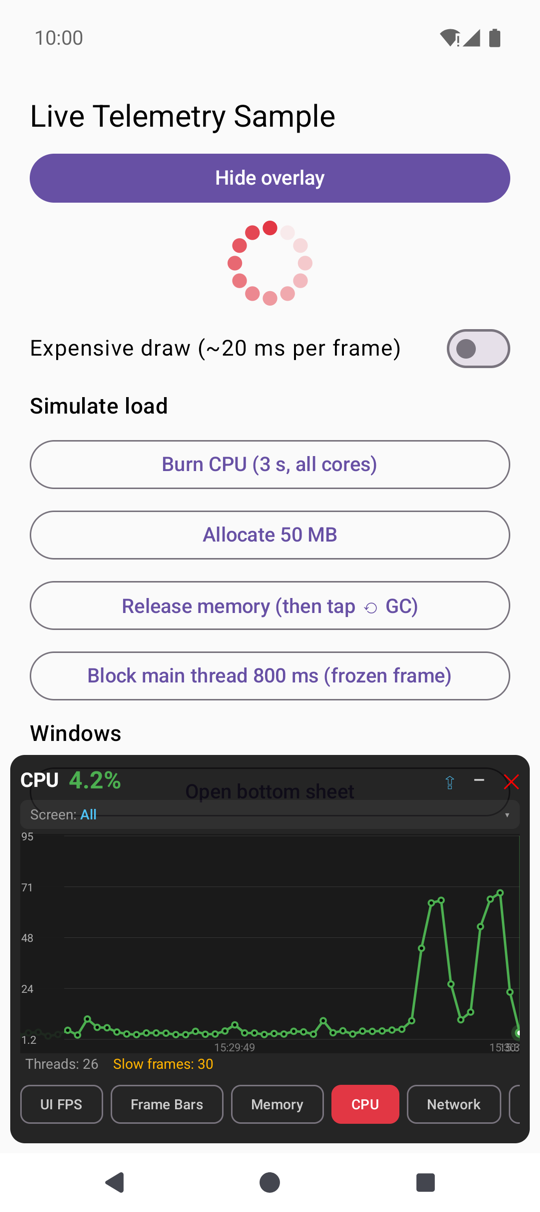 10:00
Live Telemetry Sample
Hide overlay
Expensive draw (~20 ms per frame)
Simulate load
Burn CPU (3 s, all cores)
Allocate 50 MB
Release memory (then tap ⟲ GC)
Block main thread 800 ms (frozen frame)
Windows
CPU 4.2%
Open bottom sheet
Screen: All
95
71
48
24
1.2
15:29:49
Threads: 26 Slow frames: 30
UI FPS
Frame Bars
Memory
CPU
Network